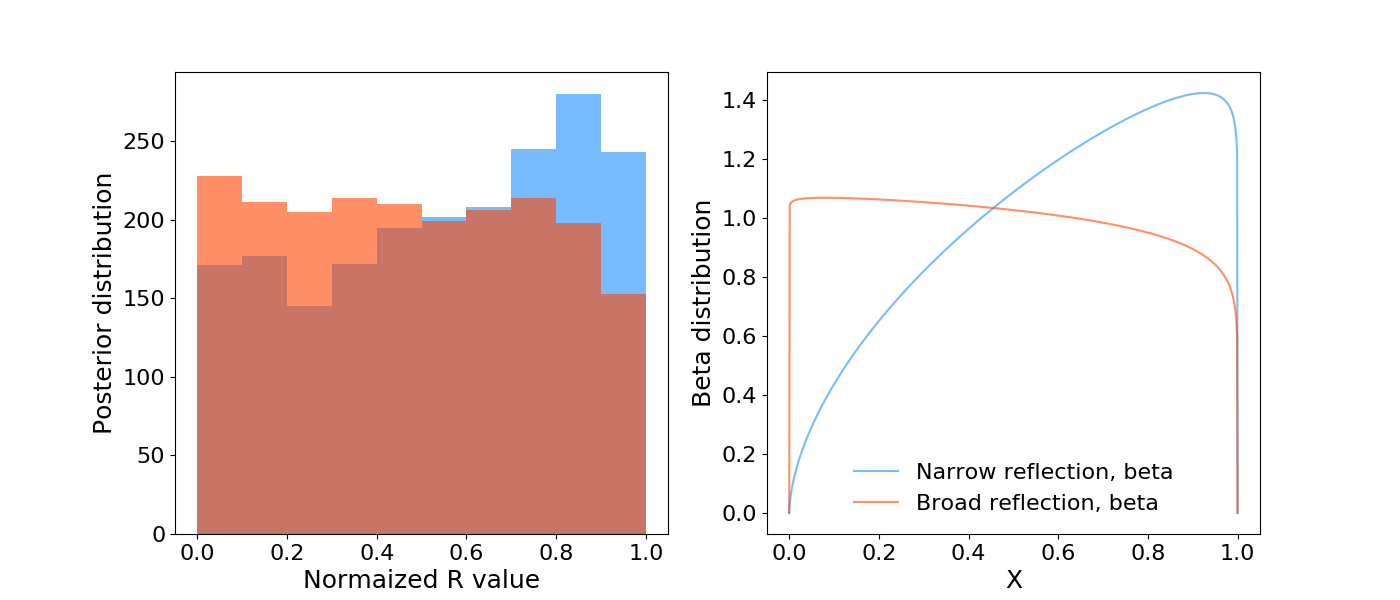 Posterior distribution
250
200
150
100
50
0
0.0 0.2 0.4 0.6 0.8 1.0
Normaized R value
Beta distribution
1.4
1.2
1.0
0.8
0.6
0.4
0.2
0.0
Narrow reflection, beta
Broad reflection, beta
0.0 0.2 0.4 0.6 0.8 1.0
X